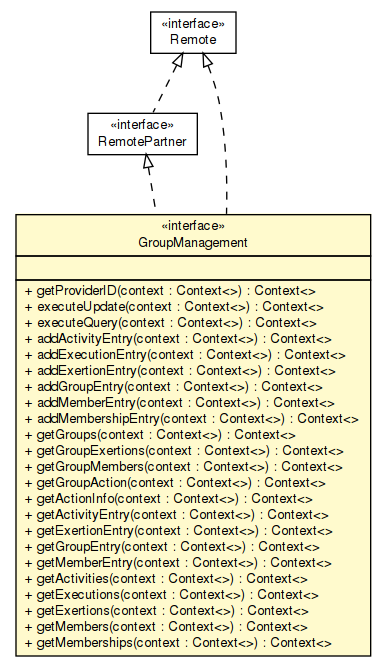 «interface»
Remote
«interface»
RemotePartner
«interface»
GroupManagement
+ getProviderID(context : Context<>) : Context<>
+ executeUpdate(context : Context<>) : Context<>
+ executeQuery(context : Context<>) : Context<>
+ addActivityEntry(context : Context<>) : Context<>
+ addExecutionEntry(context : Context<>) : Context<>
+ addExertionEntry(context : Context<>) : Context<>
+ addGroupEntry(context : Context<>) : Context<>
+ addMemberEntry(context : Context<>) : Context<>
+ addMembershipEntry(context : Context<>) : Context<>
+ getGroups(context : Context<>) : Context<>
+ getGroupExertions(context : Context<>) : Context<>
+ getGroupMembers(context : Context<>) : Context<>
+ getGroupAction(context : Context<>) : Context<>
+ getActionInfo(context : Context<>) : Context<>
+ getActivityEntry(context : Context<>) : Context<>
+ getExertionEntry(context : Context<>) : Context<>
+ getGroupEntry(context : Context<>) : Context<>
+ getMemberEntry(context : Context<>) : Context<>
+ getActivities(context : Context<>) : Context<>
+ getExecutions(context : Context<>) : Context<>
+ getExertions(context : Context<>) : Context<>
+ getMembers(context : Context<>) : Context<>
+ getMemberships(context : Context<>) : Context<>